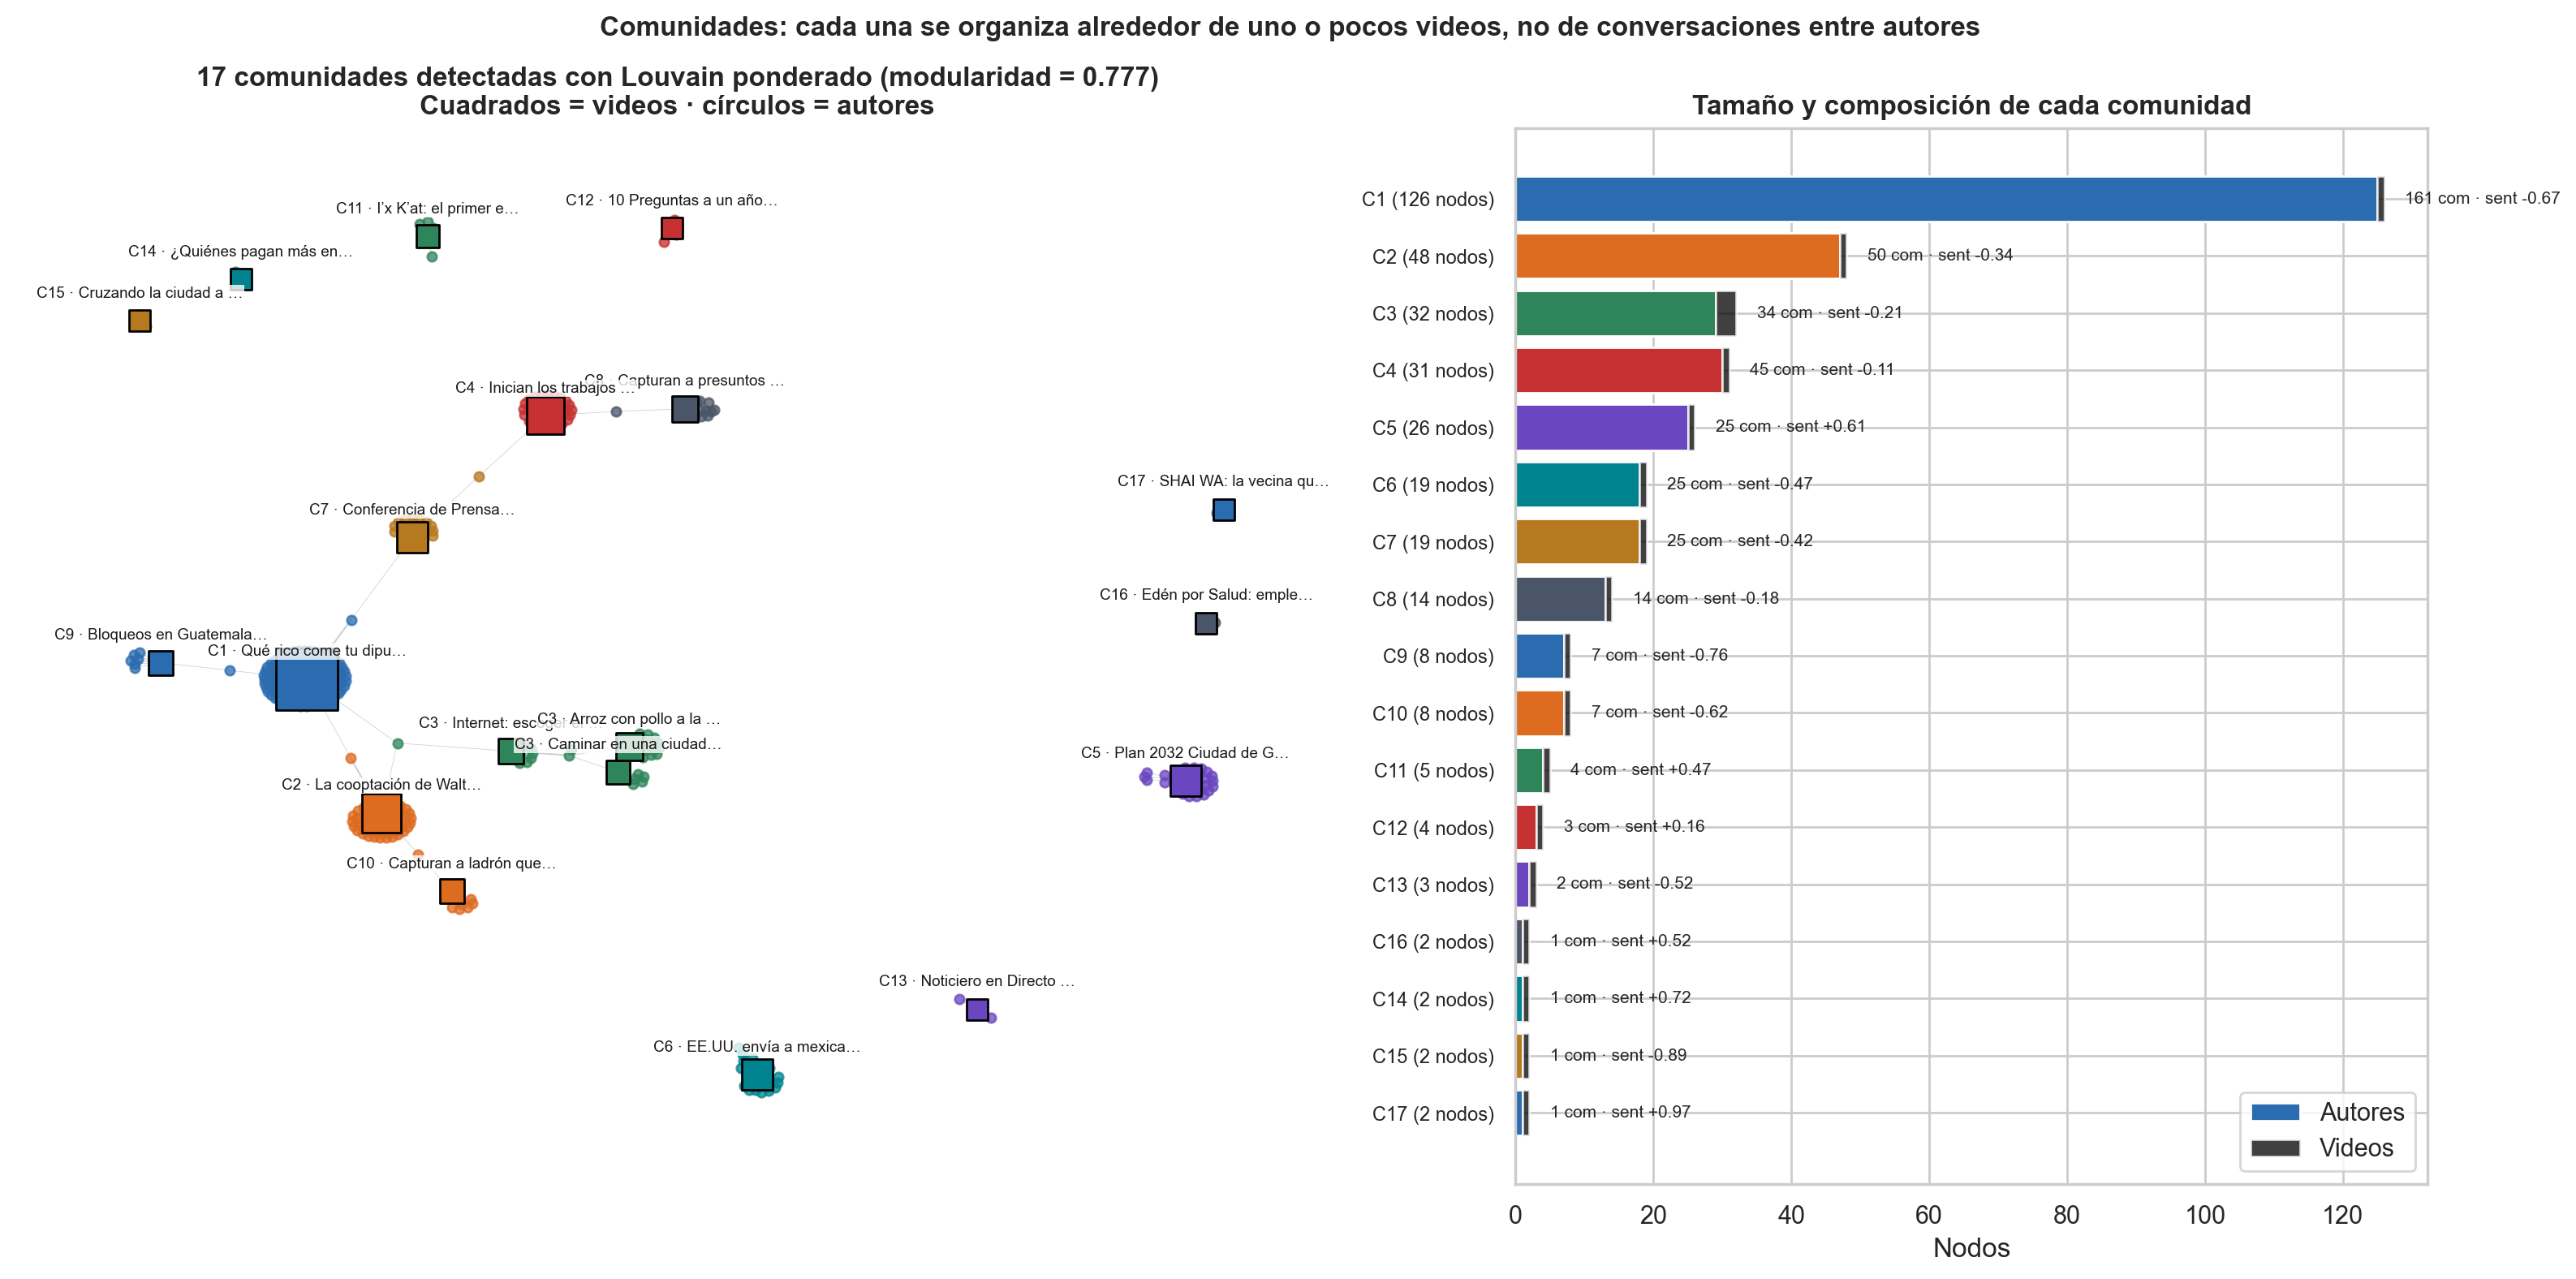 Comunidades: cada una se organiza alrededor de uno o pocos videos, no de conversaciones entre autores
17 comunidades detectadas con Louvain ponderado (modularidad = 0.777)
Cuadrados = videos · círculos = autores
C11 · I'x K'at: el primer e…
C12 · 10 Preguntas a un año…
C14 · ¿Quiénes pagan más en…
C15 · Cruzando la ciudad a …
C4 · Inician los trabajos …
C8 · Capturan a presuntos …
C17 · SHAI WA: la vecina qu…
C7 · Conferencia de Prensa…
C16 · Edén por Salud: emple…
C9 · Bloqueos en Guatemala…
C1 · Qué rico come tu dipu…
C3 · Internet:
C3 · Arroz con pollo a la …
C3 · Caminar en una ciudad…
C5 · Plan 2032 Ciudad de G…
C2 · La cooptación de Walt…
C10 · Capturan a ladrón que…
C13 · Noticiero en Directo …
C6 · EE.UU. envía a mexica…
Tamaño y composición de cada comunidad
C1 (126 nodos) 161 com · sent -0.67
C2 (48 nodos) 50 com · sent -0.34
C3 (32 nodos) 34 com · sent -0.21
C4 (31 nodos) 45 com · sent -0.11
C5 (26 nodos) 25 com · sent +0.61
C6 (19 nodos) 25 com · sent -0.47
C7 (19 nodos) 25 com · sent -0.42
C8 (14 nodos) 14 com · sent -0.18
C9 (8 nodos) 7 com · sent -0.76
C10 (8 nodos) 7 com · sent -0.62
C11 (5 nodos) 4 com · sent +0.47
C12 (4 nodos) 3 com · sent +0.16
C13 (3 nodos) 2 com · sent -0.52
C16 (2 nodos) 1 com · sent +0.52
C14 (2 nodos) 1 com · sent +0.72
C15 (2 nodos) 1 com · sent -0.89
C17 (2 nodos) 1 com · sent +0.97
Autores
Videos
0 20 40 60 80 100 120
Nodos